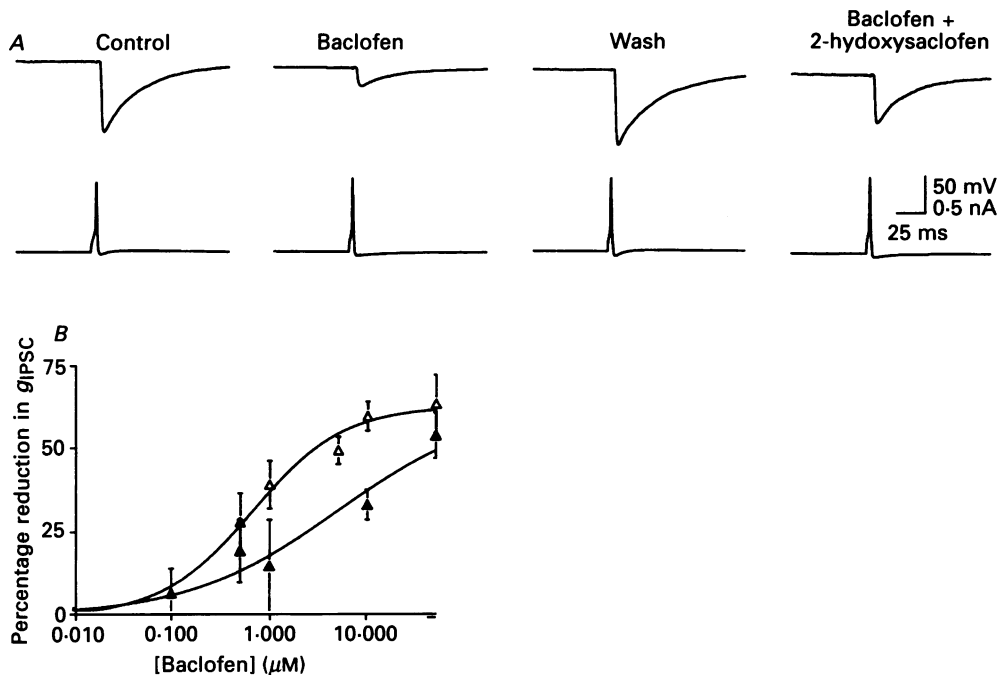 A
Control
Baclofen
Wash
Baclofen +
2-hydoxysaclofen
50 mV
0·5 nA
25 ms
B
Percentage reduction in gIPSC
75
50
25
0
0·010
0·100
1·000
10·000
[Baclofen] (μM)